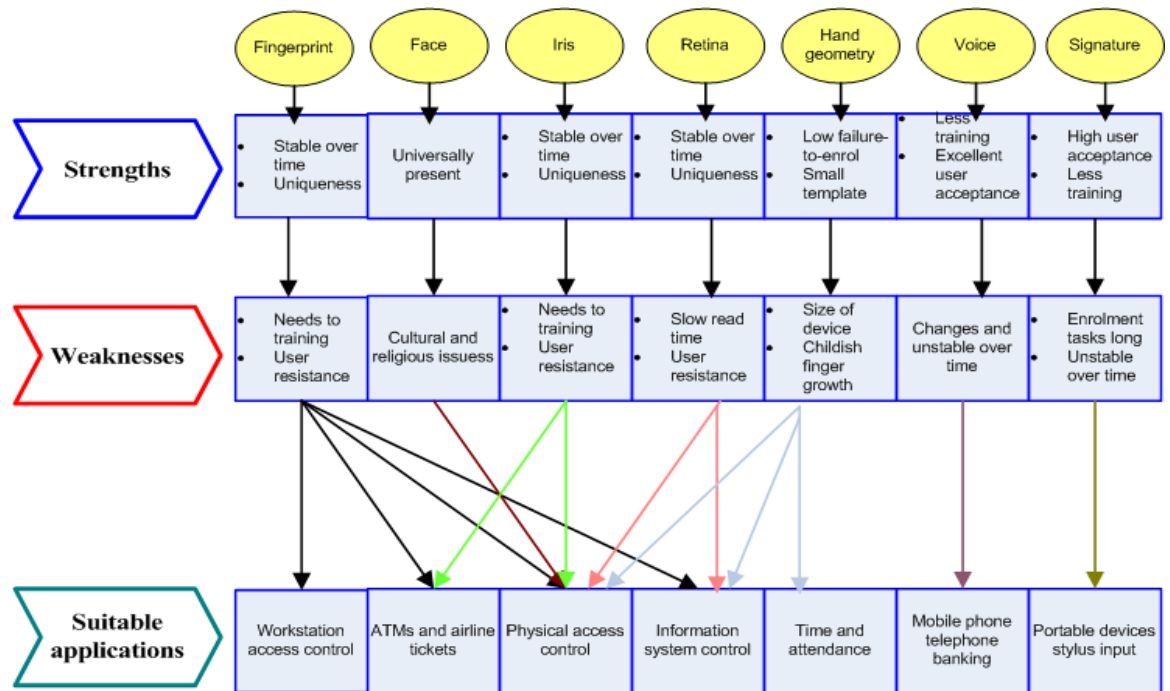 Fingerprint
Face
Iris
Retina
Hand
geometry
Voice
Signature
Strengths
Stable over
time
Uniqueness
Universally
present
Stable over
time
Uniqueness
Stable over
time
Uniqueness
Low failure-
to-enrol
Small
template
Less
training
Excellent
user
acceptance
High user
acceptance
Less
training
Weaknesses
Needs to
training
User
resistance
Cultural and
religious issuess
Needs to
training
User
resistance
Slow read
time
User
resistance
Size of
device
Childish
finger
growth
Changes and
unstable over
time
Enrolment
tasks long
Unstable
over time
Suitable
applications
Workstation
access control
ATMs and airline
tickets
Physical access
control
Information
system control
Time and
attendance
Mobile phone
telephone
banking
Portable devices
stylus input